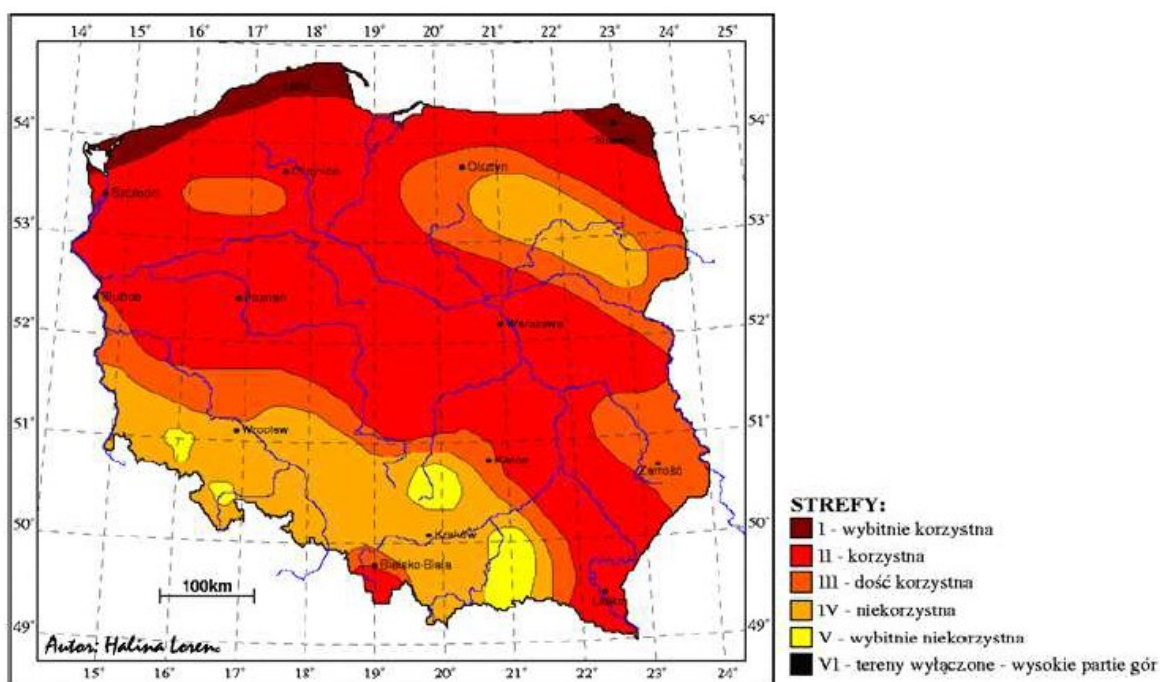 14° 15° 16° 17° 18° 19° 20° 21° 22° 23° 24°
54° 54°
53° 53°
52° 52°
51° 51°
50° 50°
49° 49°
Olsztyn
Szczecin
Słubice
Poznań
Warszawa
Wrocław
Kielce
Zamość
Kraków
Bielsko-Biała
Lesko
100km
Autor: Halina Lorenc
15° 16° 17° 18° 19° 20° 21° 22° 23° 24°
STREFY:
I - wybitnie korzystna
II - korzystna
III - dość korzystna
IV - niekorzystna
V - wybitnie niekorzystna
VI - tereny wyłączone - wysokie partie gór